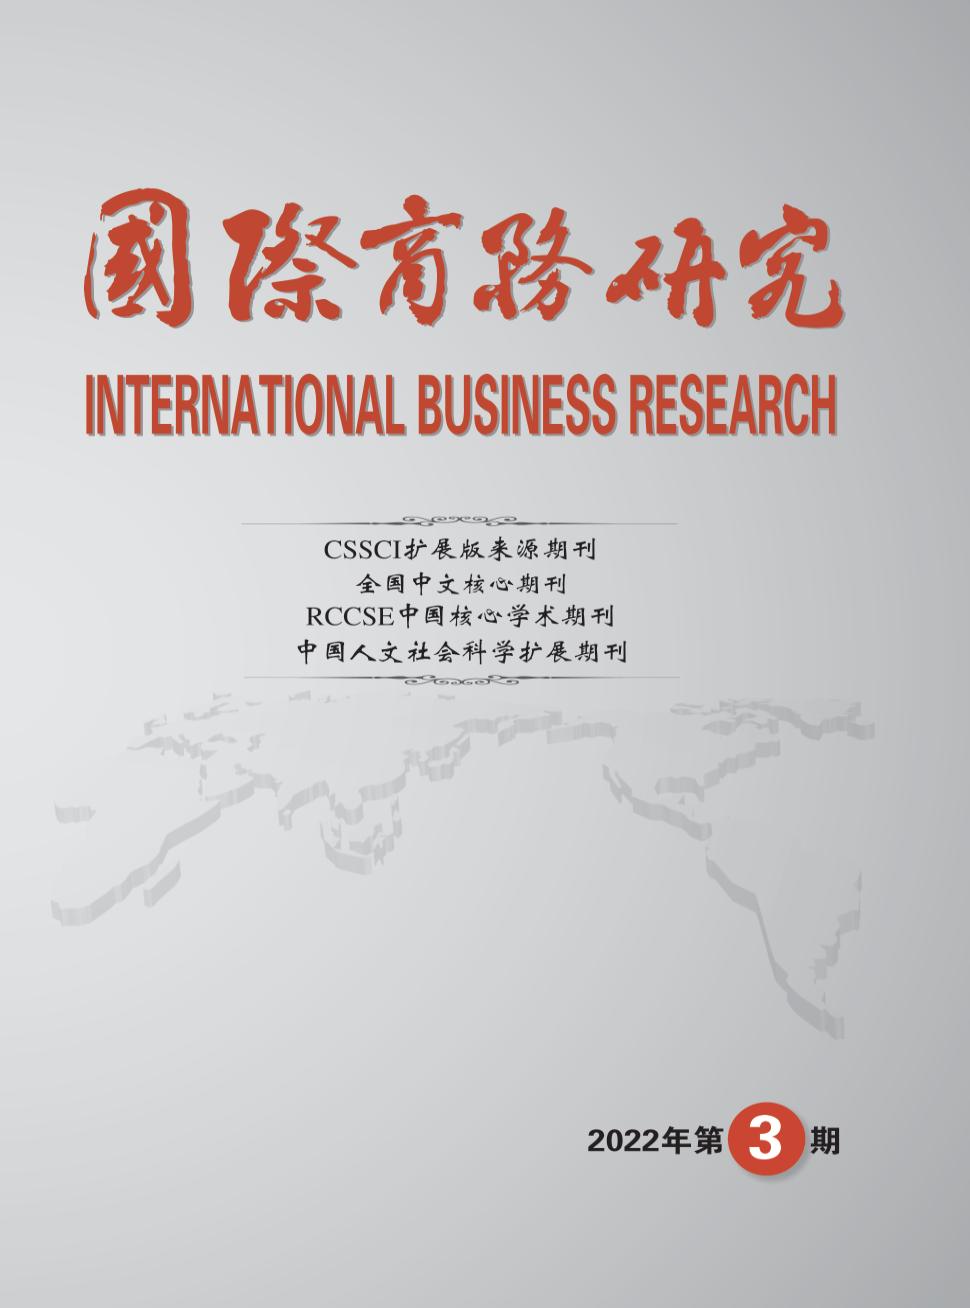 國際商務研究
INTERNATIONAL BUSINESS RESEARCH
CSSCI扩展版来源期刊
全国中文核心期刊
RCCSE中国核心学术期刊
中国人文社会科学扩展期刊
2022年第3期